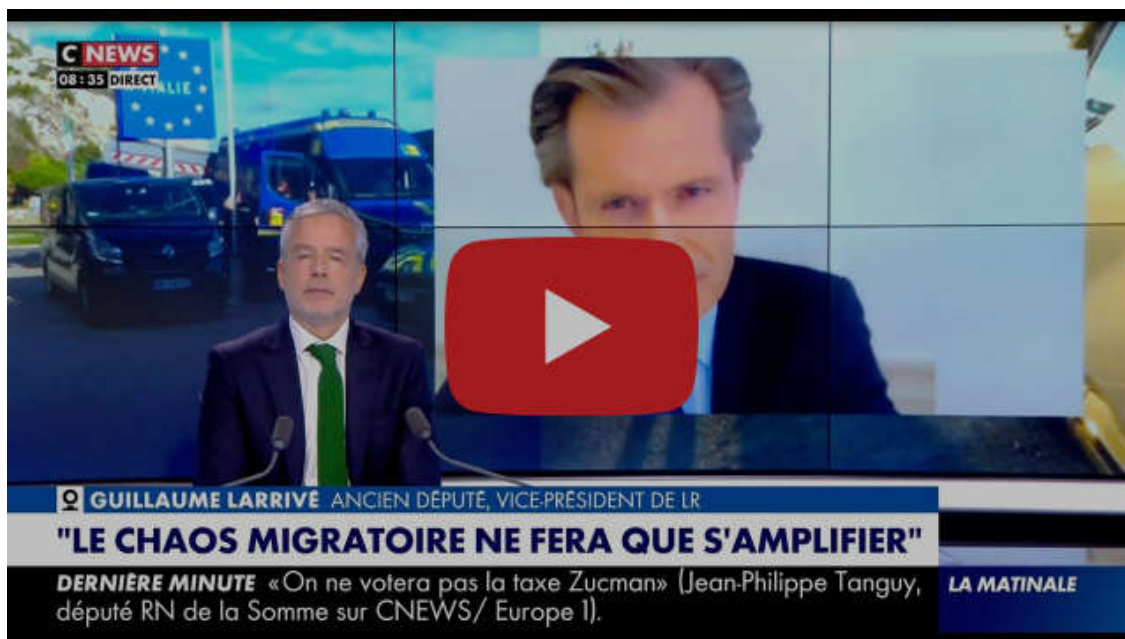 C NEWS
08:35 DIRECT
ITALIE
GUILLAUME LARRIVÉ ANCIEN DÉPUTÉ, VICE-PRÉSIDENT DE LR
"LE CHAOS MIGRATOIRE NE FERA QUE S'AMPLIFIER"
DERNIÈRE MINUTE «On ne votera pas la taxe Zucman» (Jean-Philippe Tanguy,
député RN de la Somme sur CNEWS/ Europe 1).
LA MATINALE